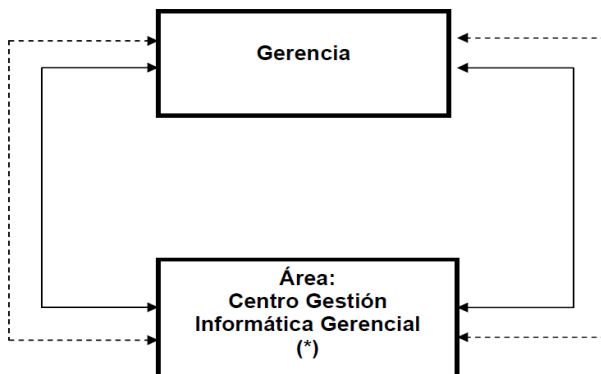 Gerencia
Área:
Centro Gestión
Informática Gerencial
(*)